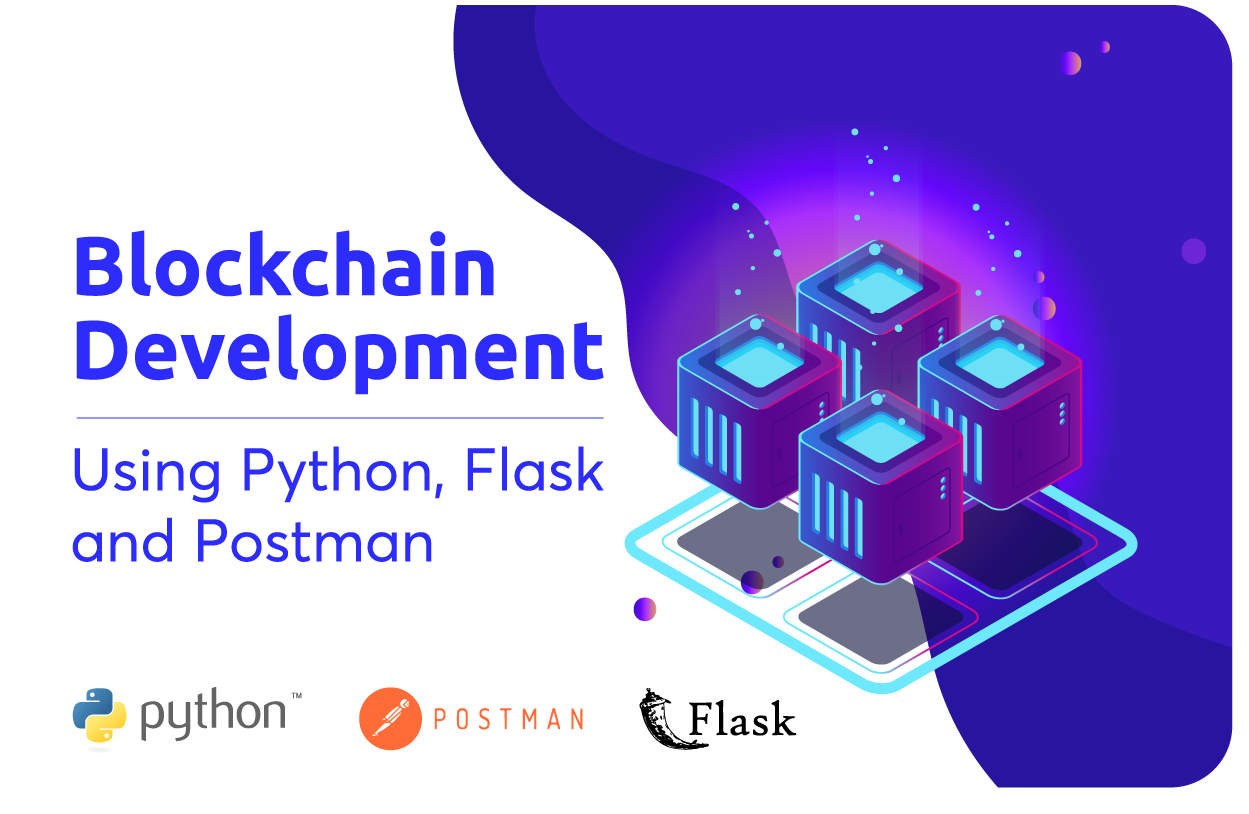 Blockchain
Development
Using Python, Flask
and Postman
python™
POSTMAN
Flask